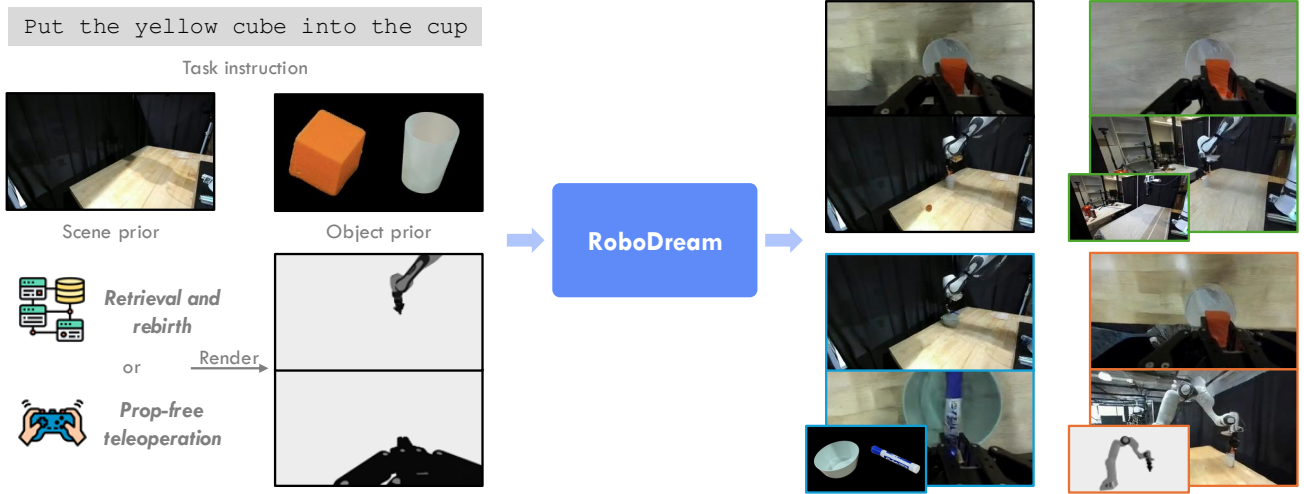 Put the yellow cube into the cup
Task instruction
Scene prior
Object prior
Retrieval and
rebirth
or
Render
Prop-free
teleoperation
RoboDream